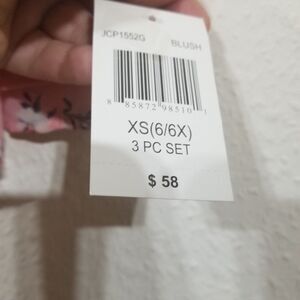 JCP1552G BLUSH
8 85872 98510 1
XS(6/6X)
3 PC SET
$ 58